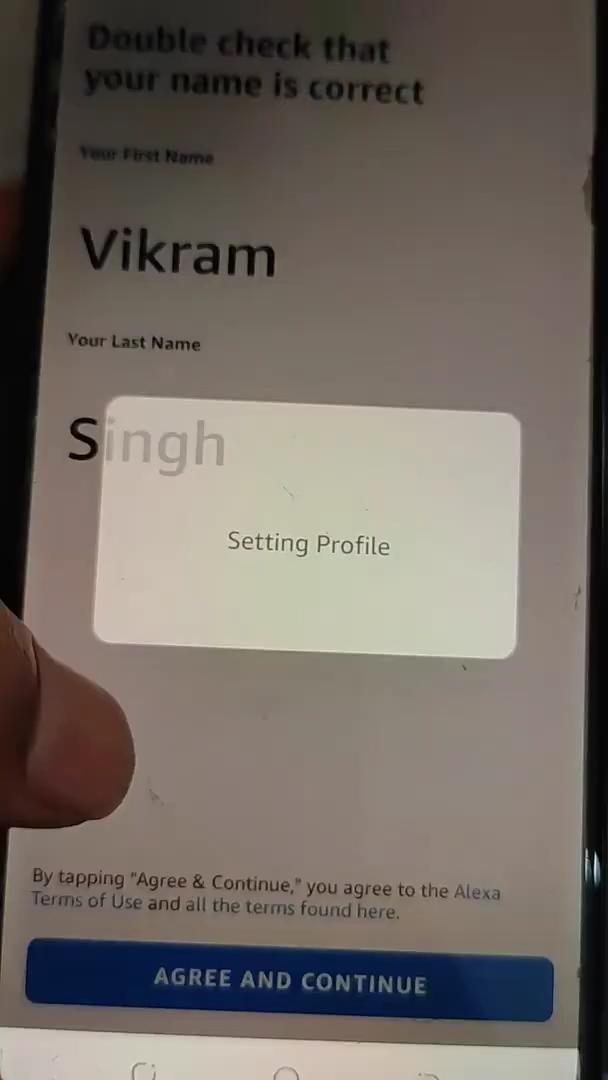 Double check that
your name is correct
Your First Name
Vikram
Your Last Name
Singh
Setting Profile
By tapping "Agree & Continue," you agree to the Alexa
Terms of Use and all the terms found here.
AGREE AND CONTINUE